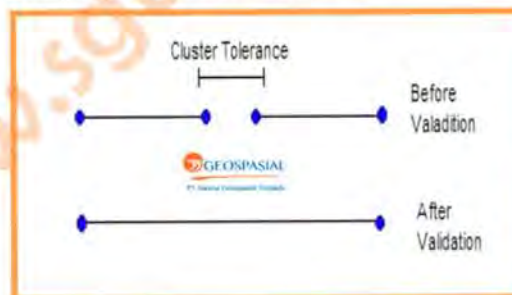 Cluster Tolerance
Before
Valadition
GEOSPASIAL
After
Validation